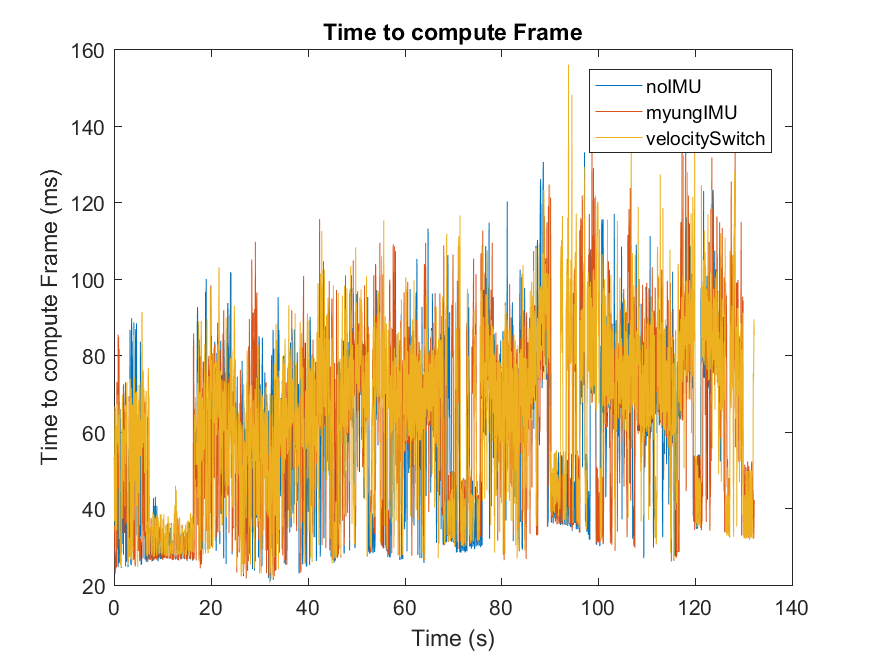 Time to compute Frame
160
140
120
100
80
60
40
20
0 20 40 60 80 100 120 140
Time to compute Frame (ms)
Time (s)
noIMU
myungIMU
velocitySwitch